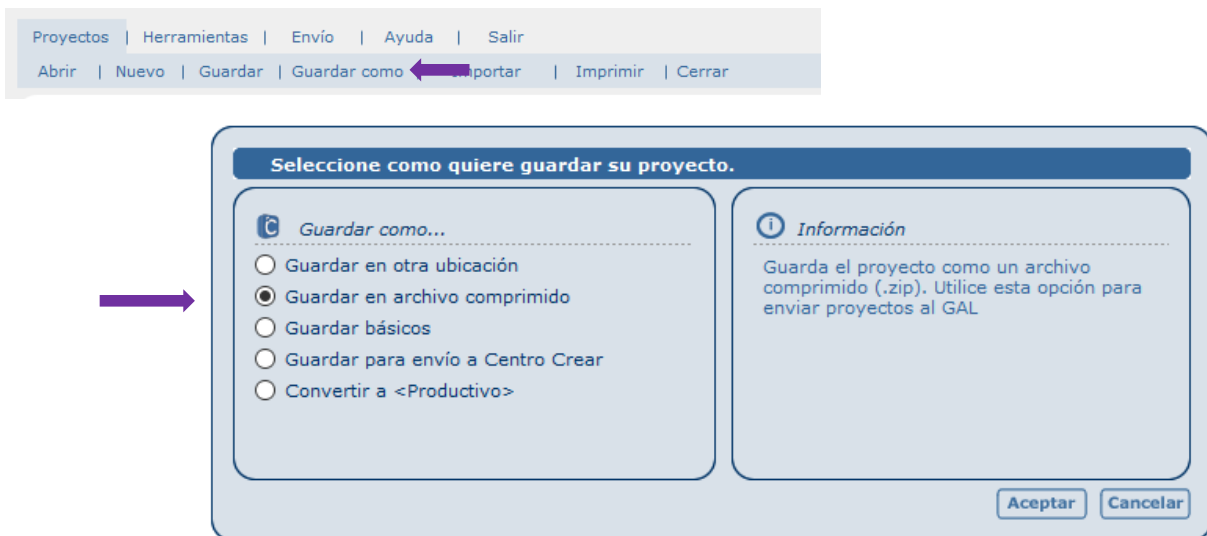 Proyectos | Herramientas | Envío | Ayuda | Salir
Abrir | Nuevo | Guardar | Guardar como | Imprimir | Cerrar
Seleccione como quiere guardar su proyecto.
Guardar como...
Guardar en otra ubicación
Guardar en archivo comprimido
Guardar básicos
Guardar para envío a Centro Crear
Convertir a <Productivo>
Información
Guarda el proyecto como un archivo
comprimido (.zip). Utilice esta opción para
enviar proyectos al GAL
Aceptar Cancelar